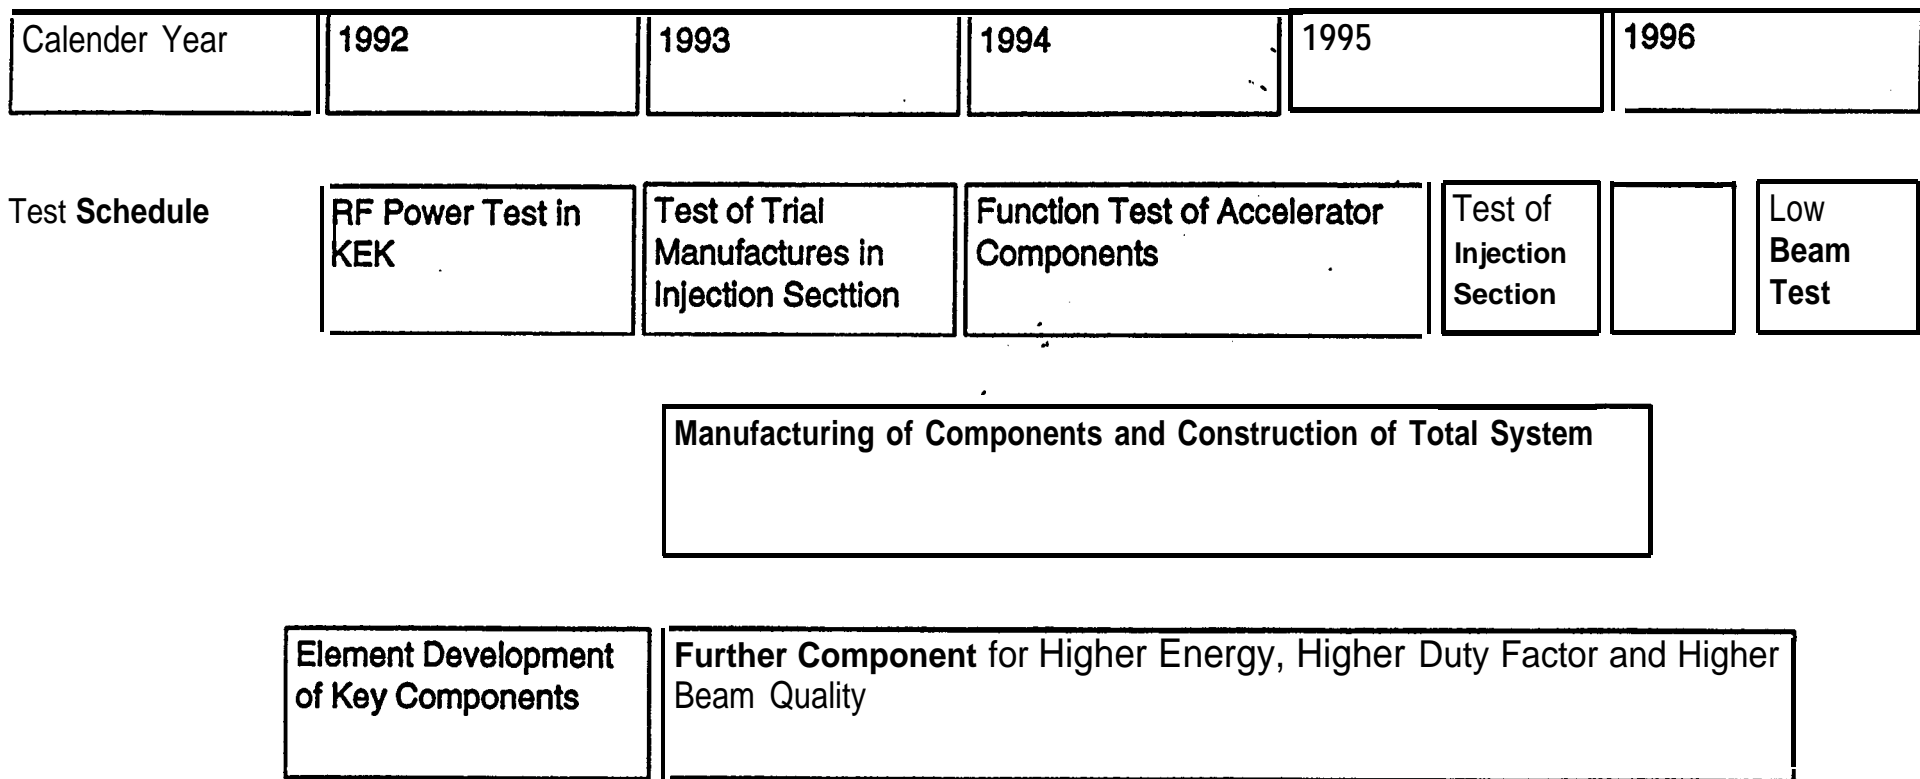 Calender Year 1992 1993 1994 1995 1996
Test Schedule
RF Power Test in
KEK
Test of Trial
Manufactures in
Injection Secttion
Function Test of Accelerator
Components
Test of
Injection
Section
Low
Beam
Test
Manufacturing of Components and Construction of Total System
Element Development
of Key Components
Further Component for Higher Energy, Higher Duty Factor and Higher
Beam Quality